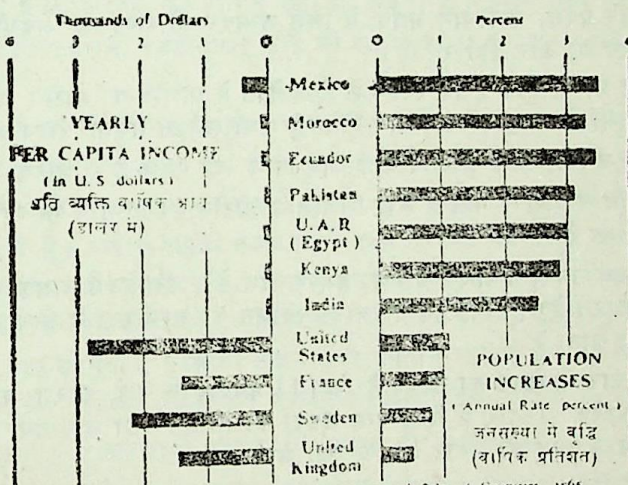 Thousands of Dollars
Percent
3 2 0
0 1 2 3
Mexico
YEARLY
Morocco
PER CAPITA INCOME
Ecuador
(in U.S. dollars)
Pakistan
प्रति व्यक्ति वार्षिक आय
(डालर में)
U.A.R
(Egypt)
Kenya
India
United
States
POPULATION
France
INCREASES
(Annual Rate percent)
Sweden
जनसंख्या में वृद्धि
United
(वार्षिक प्रतिशत)
Kingdom